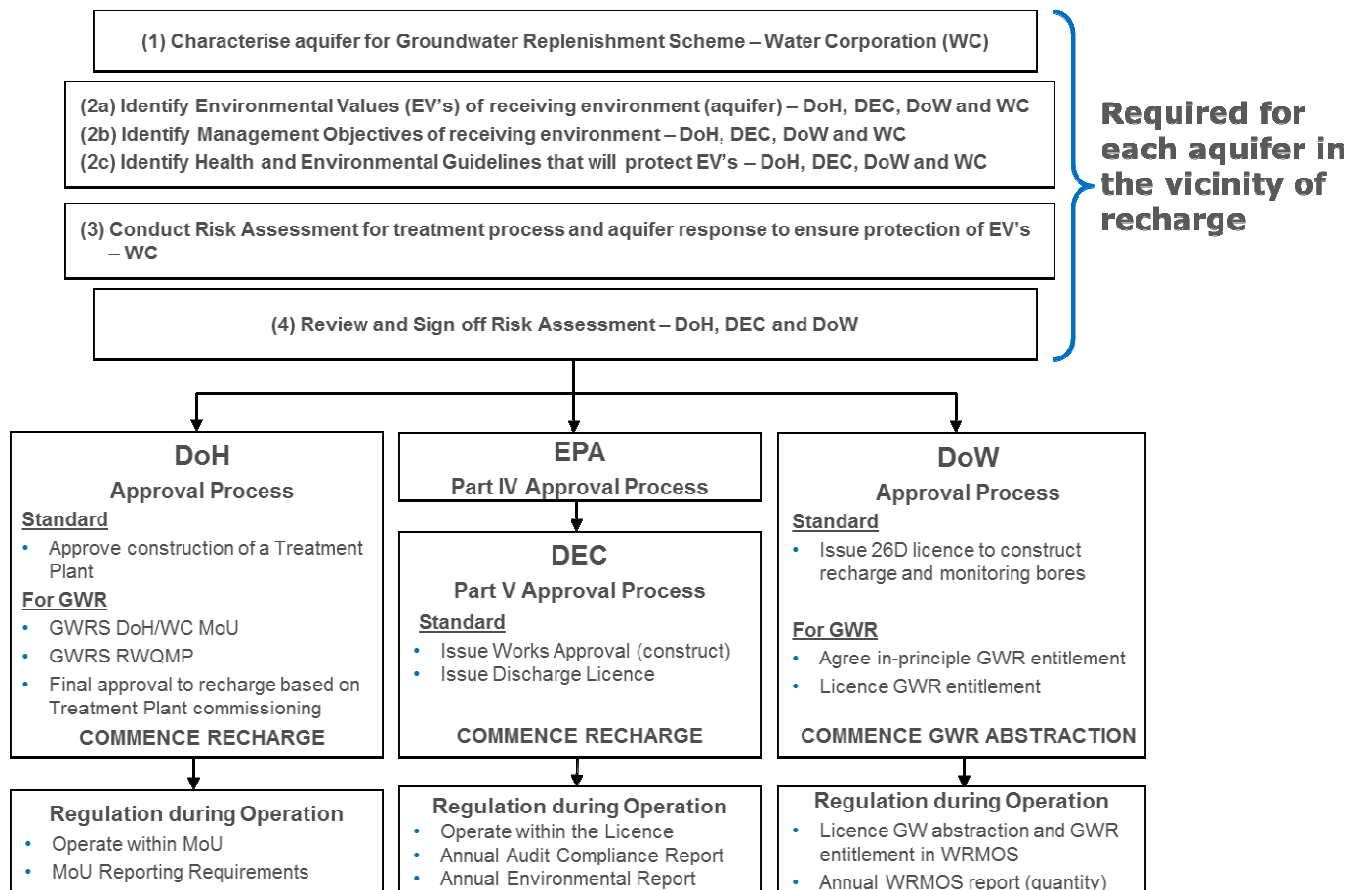 (1) Characterise aquifer for Groundwater Replenishment Scheme – Water Corporation (WC)
(2a) Identify Environmental Values (EV's) of receiving environment (aquifer) – DoH, DEC, DoW and WC
(2b) Identify Management Objectives of receiving environment – DoH, DEC, DoW and WC
(2c) Identify Health and Environmental Guidelines that will protect EV's – DoH, DEC, DoW and WC
(3) Conduct Risk Assessment for treatment process and aquifer response to ensure protection of EV's
– WC
(4) Review and Sign off Risk Assessment – DoH, DEC and DoW
Required for
each aquifer in
the vicinity of
recharge
DoH
Approval Process
Standard
• Approve construction of a Treatment
Plant
For GWR
• GWRS DoH/WC MoU
• GWRS RWQMP
• Final approval to recharge based on
Treatment Plant commissioning
COMMENCE RECHARGE
EPA
Part IV Approval Process
DEC
Part V Approval Process
Standard
• Issue Works Approval (construct)
• Issue Discharge Licence
COMMENCE RECHARGE
DoW
Approval Process
Standard
• Issue 26D licence to construct
recharge and monitoring bores
For GWR
• Agree in-principle GWR entitlement
• Licence GWR entitlement
COMMENCE GWR ABSTRACTION
Regulation during Operation
• Operate within MoU
• MoU Reporting Requirements
Regulation during Operation
• Operate within the Licence
• Annual Audit Compliance Report
• Annual Environmental Report
Regulation during Operation
• Licence GW abstraction and GWR
entitlement in WRMOS
• Annual WRMOS report (quantity)